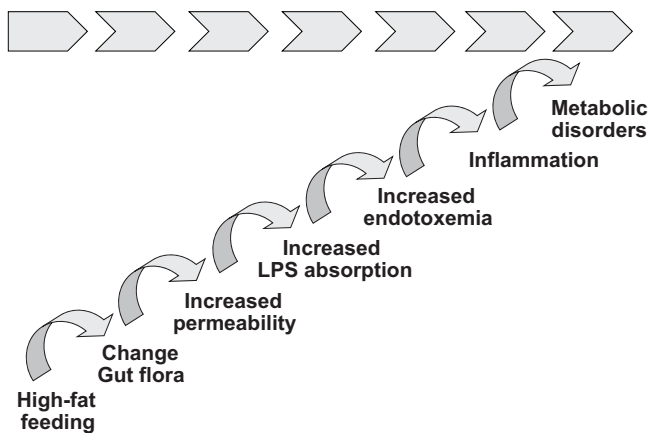 High-fat
feeding
Change
Gut flora
Increased
permeability
Increased
LPS absorption
Increased
endotoxemia
Inflammation
Metabolic
disorders